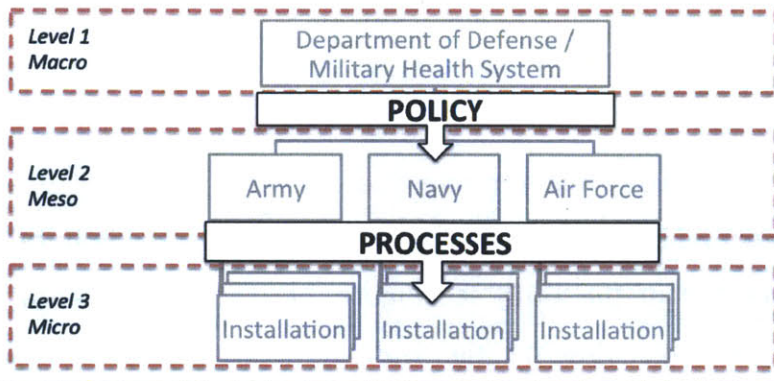 Level 1
Macro
Department of Defense /
Military Health System
POLICY
Level 2
Meso
Army
Navy
Air Force
PROCESSES
Level 3
Micro
Installation
Installation
Installation